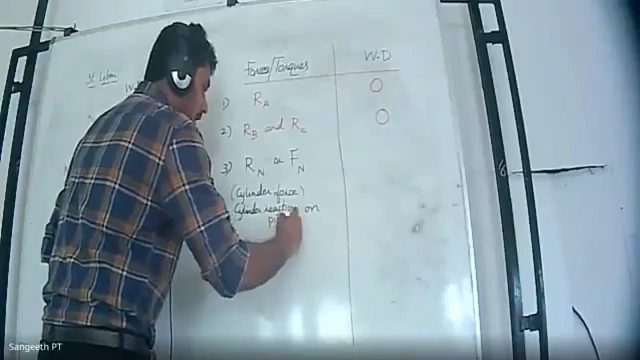 Forces/Torques W.D
1) R_A O
2) R_B and R_C O
3) R_N or F_N
(Cylinder force)
Cylinder reaction on
Sangeeth PT